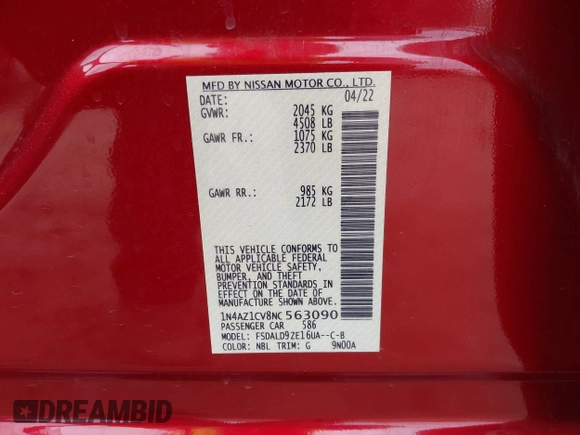 MFD BY NISSAN MOTOR CO., LTD.
DATE: 04/22
GVWR: 2045 KG
4508 LB
GAWR FR.: 1075 KG
2370 LB
GAWR RR.: 985 KG
2172 LB
THIS VEHICLE CONFORMS TO
ALL APPLICABLE FEDERAL
MOTOR VEHICLE SAFETY,
BUMPER, AND THEFT
PREVENTION STANDARDS
IN EFFECT ON THE DATE OF
MANUFACTURE SHOWN ABOVE.
1N4AZ1CV8NC563090
PASSENGER CAR 586
MODEL: FSDALD9ZE16UA--C-B
COLOR: NBL TRIM: G 9N00A
DREAMBID